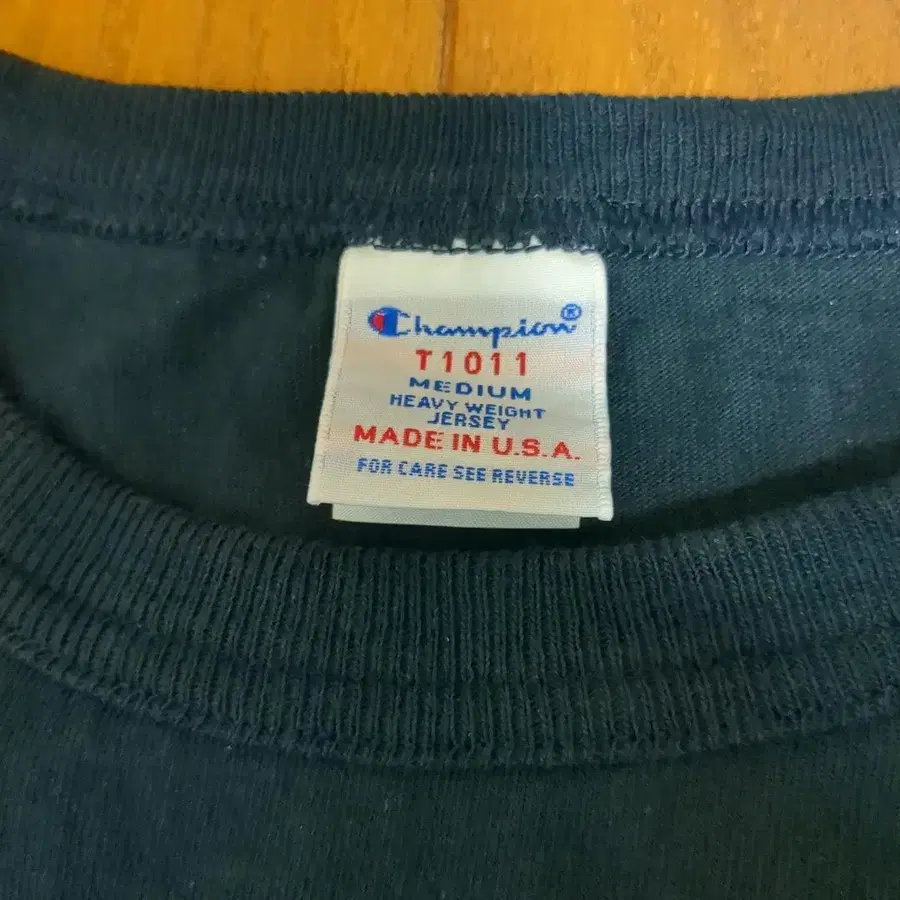 Champion®
T1011
MEDIUM
HEAVY WEIGHT
JERSEY
MADE IN U.S.A.
FOR CARE SEE REVERSE